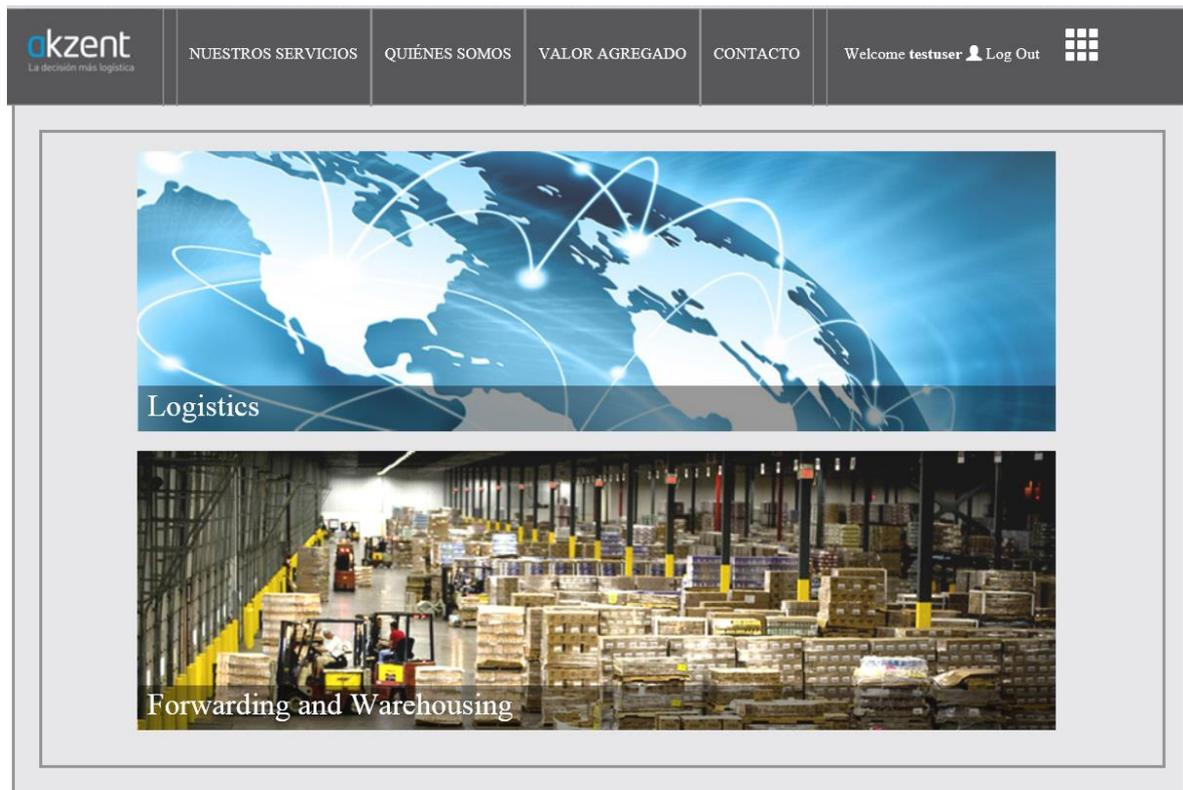 akzent
La decisión más logística
NUESTROS SERVICIOS
QUIÉNES SOMOS
VALOR AGREGADO
CONTACTO
Welcome testuser Log Out
Logistics
Forwarding and Warehousing